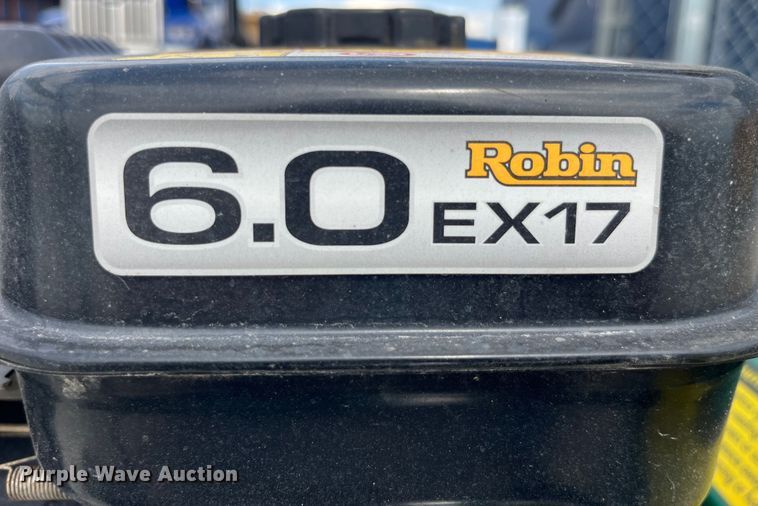 6.0 Robin
EX17
Purple Wave Auction